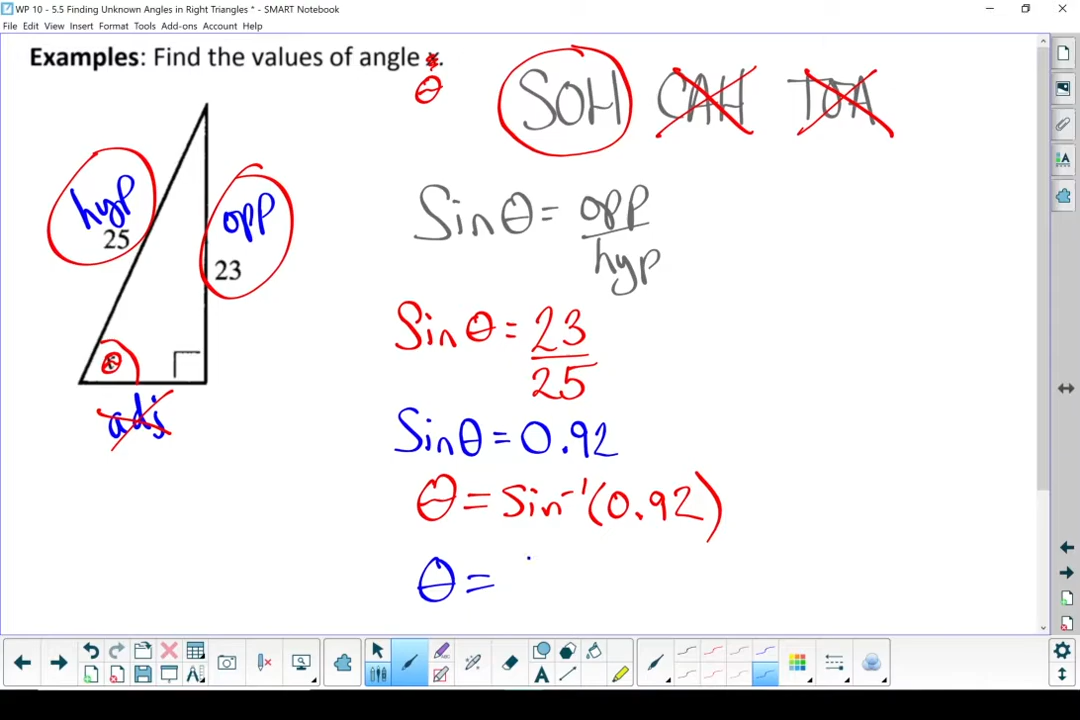 WP 10 - 5.5 Finding Unknown Angles in Right Triangles * - SMART Notebook
File Edit View Insert Format Tools Add-ons Account Help
Examples: Find the values of angle x.
θ
SOH CAH TOA
hyp
25
opp
23
x
adj
Sinθ = opp/hyp
Sinθ = 23/25
Sinθ = 0.92
θ = Sin⁻¹(0.92)
θ =